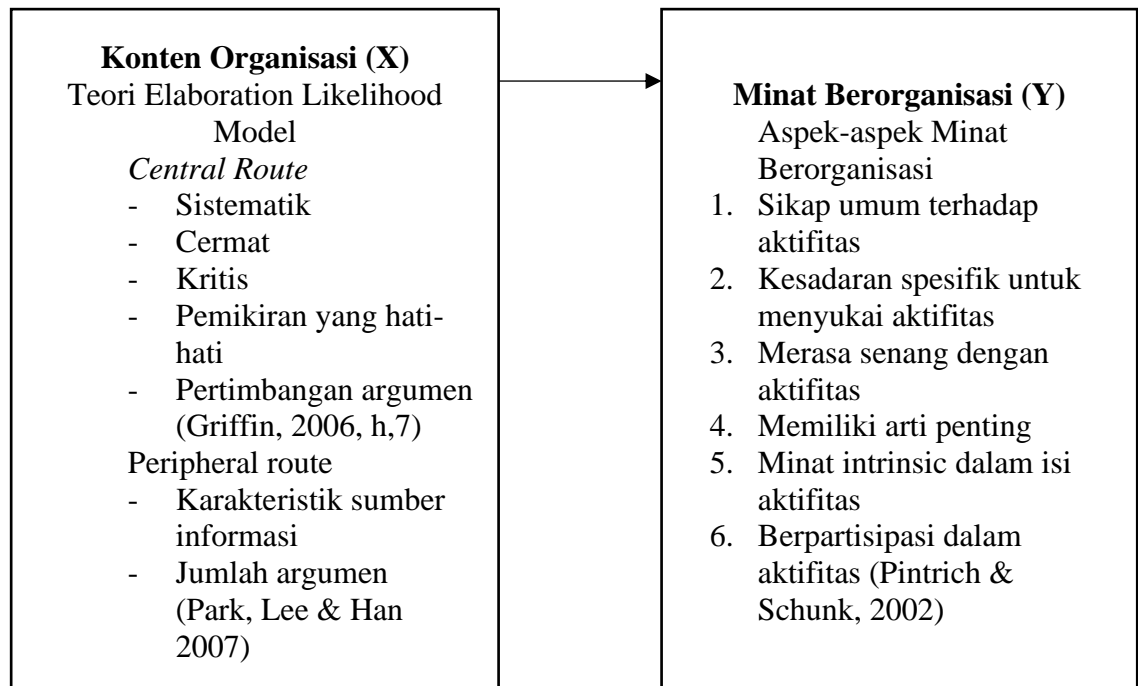 Konten Organisasi (X)
Teori Elaboration Likelihood
Model
Central Route
- Sistematik
- Cermat
- Kritis
- Pemikiran yang hati-
hati
- Pertimbangan argumen
(Griffin, 2006, h,7)
Peripheral route
- Karakteristik sumber
informasi
- Jumlah argumen
(Park, Lee & Han
2007)
Minat Berorganisasi (Y)
Aspek-aspek Minat
Berorganisasi
1. Sikap umum terhadap
aktifitas
2. Kesadaran spesifik untuk
menyukai aktifitas
3. Merasa senang dengan
aktifitas
4. Memiliki arti penting
5. Minat intrinsic dalam isi
aktifitas
6. Berpartisipasi dalam
aktifitas (Pintrich &
Schunk, 2002)